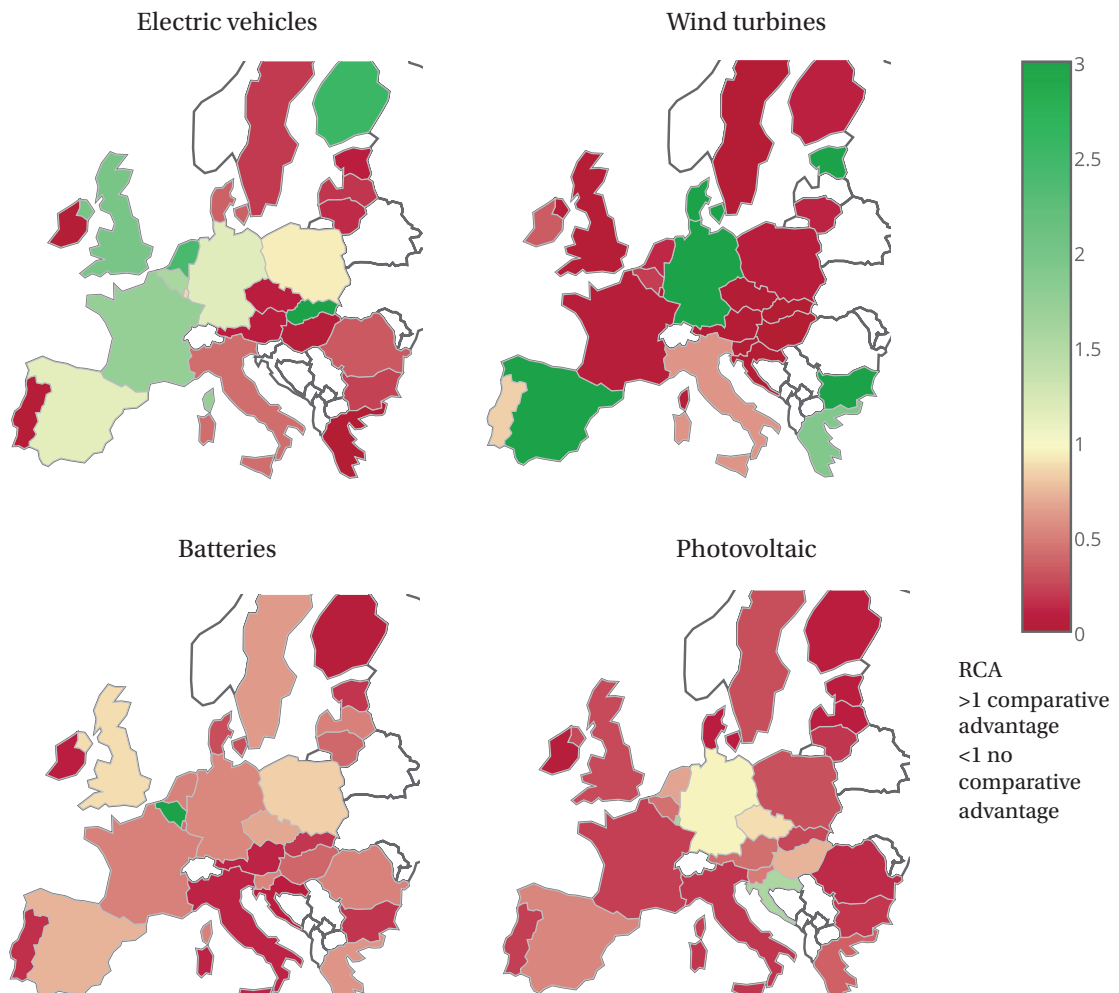 Electric vehicles
Wind turbines
3
2.5
2
1.5
1
0.5
0
Batteries
Photovoltaic
RCA
>1 comparative
advantage
<1 no
comparative
advantage